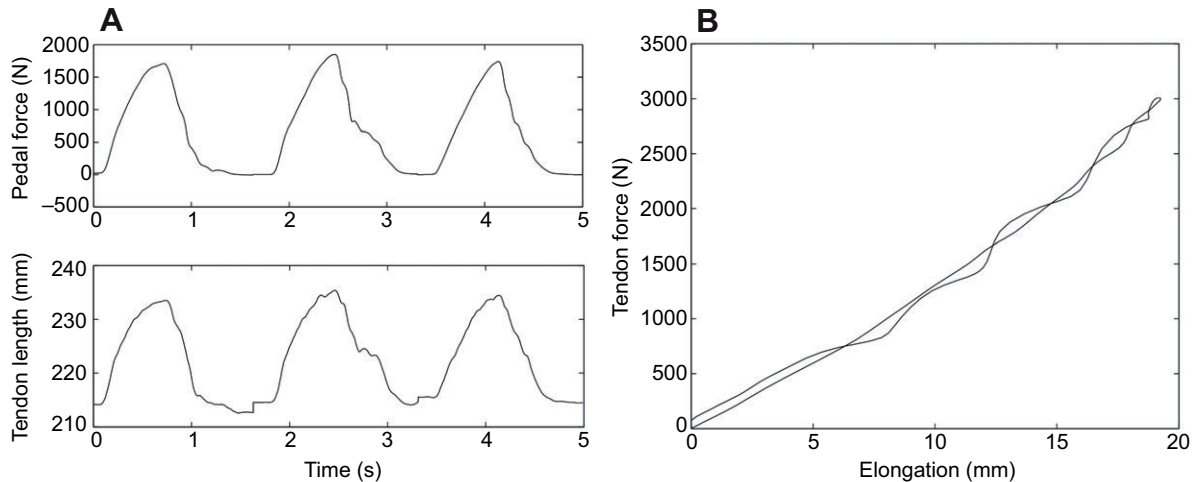 A
Pedal force (N)
2000
1500
1000
500
0
–500
0 1 2 3 4 5
Tendon length (mm)
240
230
220
210
0 1 2 3 4 5
Time (s)
B
Tendon force (N)
3500
3000
2500
2000
1500
1000
500
0
0 5 10 15 20
Elongation (mm)